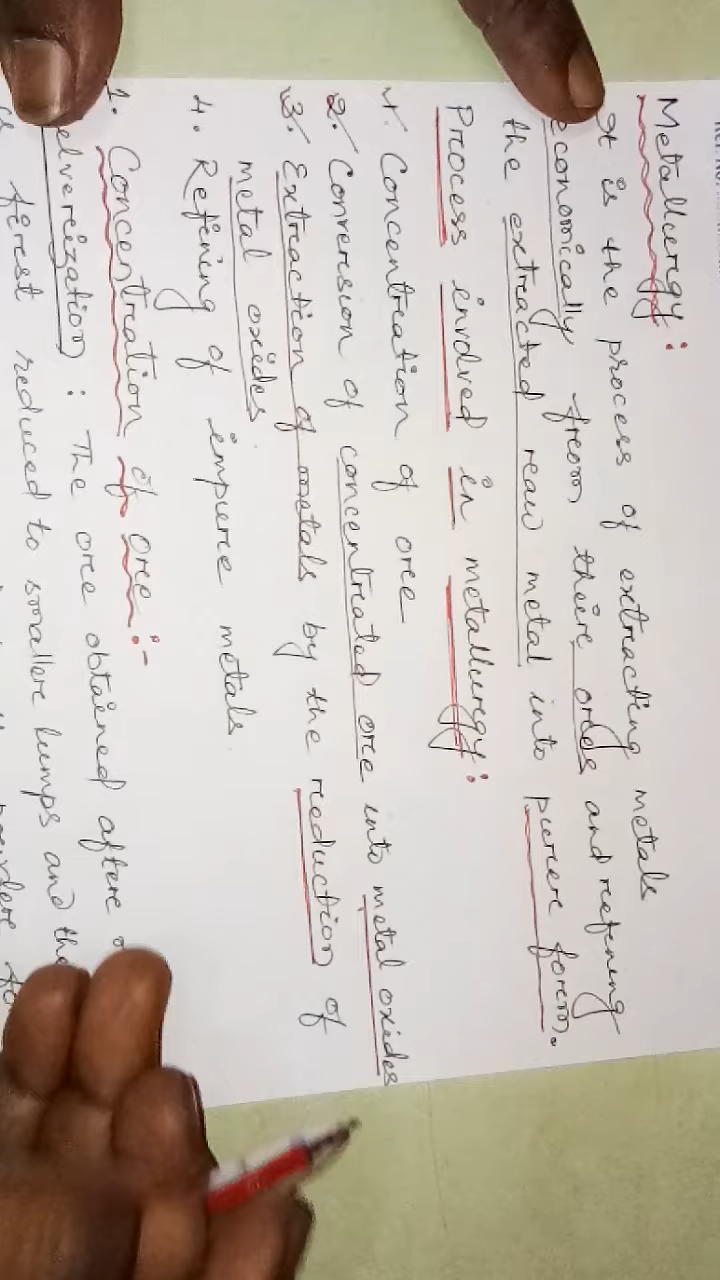 Metallurgy:
It is the process of extracting metals
economically from their ores and refining
the extracted raw metal into purer form.
Process involved in metallurgy:
1. Concentration of ore
2. Conversion of concentrated ore into metal oxides
3. Extraction of metals by the reduction of
metal oxides.
4. Refining of impure metals.
1. Concentration of ore:-
Pulverization: The ore obtained after
is first reduced to smaller lumps and the